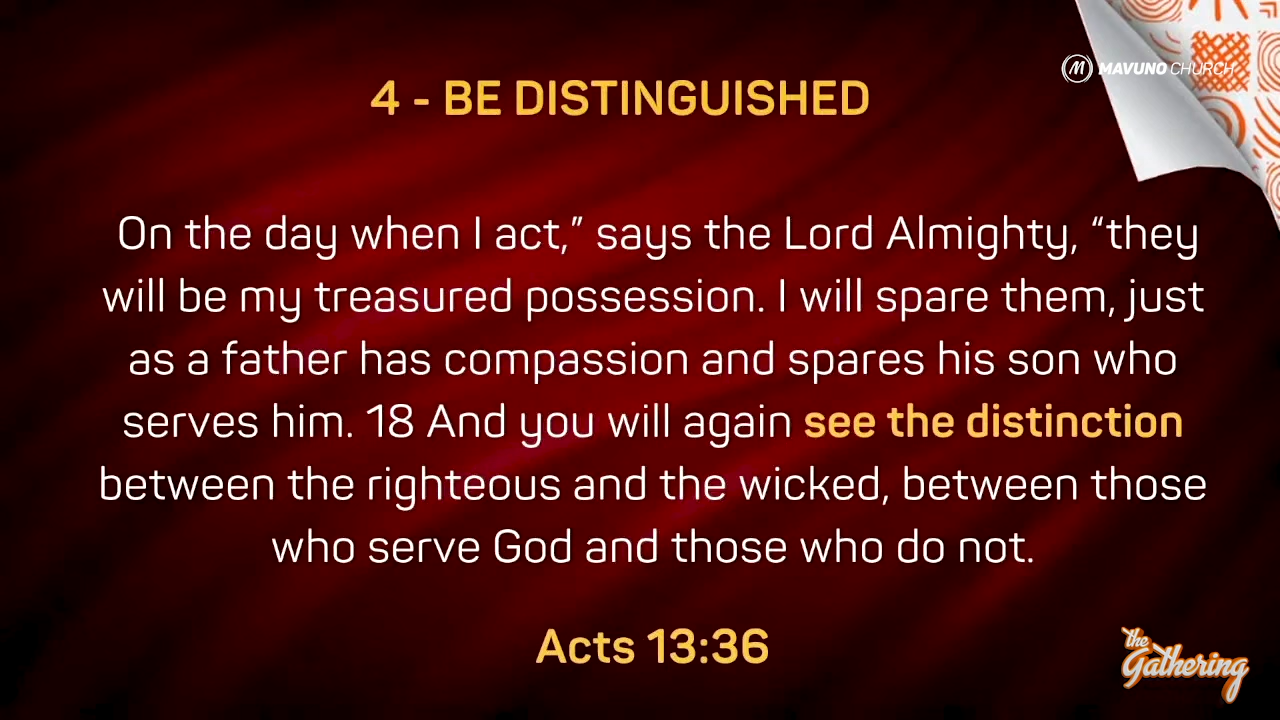 MAVUNO CHURCH
4 - BE DISTINGUISHED
On the day when I act,” says the Lord Almighty, “they
will be my treasured possession. I will spare them, just
as a father has compassion and spares his son who
serves him. 18 And you will again see the distinction
between the righteous and the wicked, between those
who serve God and those who do not.
Acts 13:36
the
Gathering